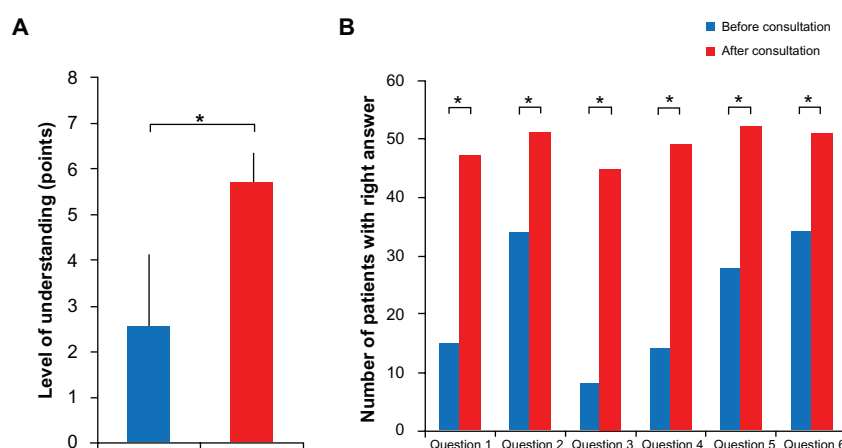 A
B
Before consultation
After consultation
Level of understanding (points)
8
7
6
5
4
3
2
1
0
*
Number of patients with right answer
60
50
40
30
20
10
0
* * * * * *
Question 1 Question 2 Question 3 Question 4 Question 5 Question 6